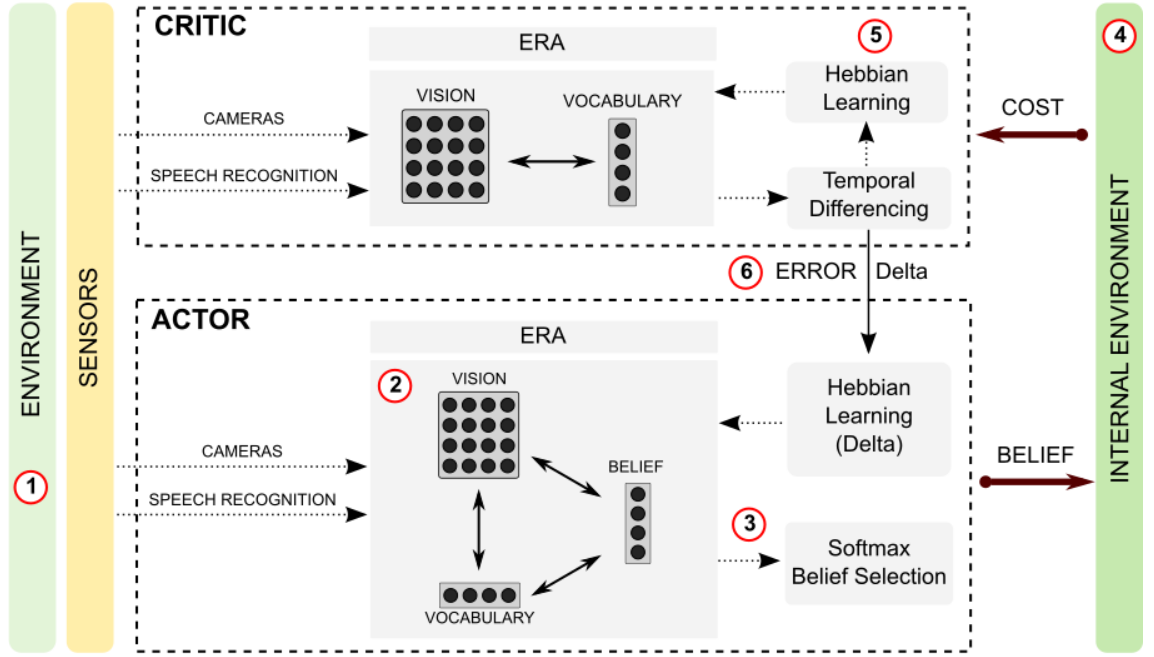 CRITIC
ERA
5
4
Hebbian
Learning
VISION
VOCABULARY
CAMERAS
COST
SPEECH RECOGNITION
Temporal
Differencing
6
ERROR
Delta
ENVIRONMENT
SENSORS
INTERNAL ENVIRONMENT
ACTOR
ERA
2
VISION
Hebbian
Learning
(Delta)
CAMERAS
BELIEF
BELIEF
1
SPEECH RECOGNITION
3
Softmax
Belief Selection
VOCABULARY